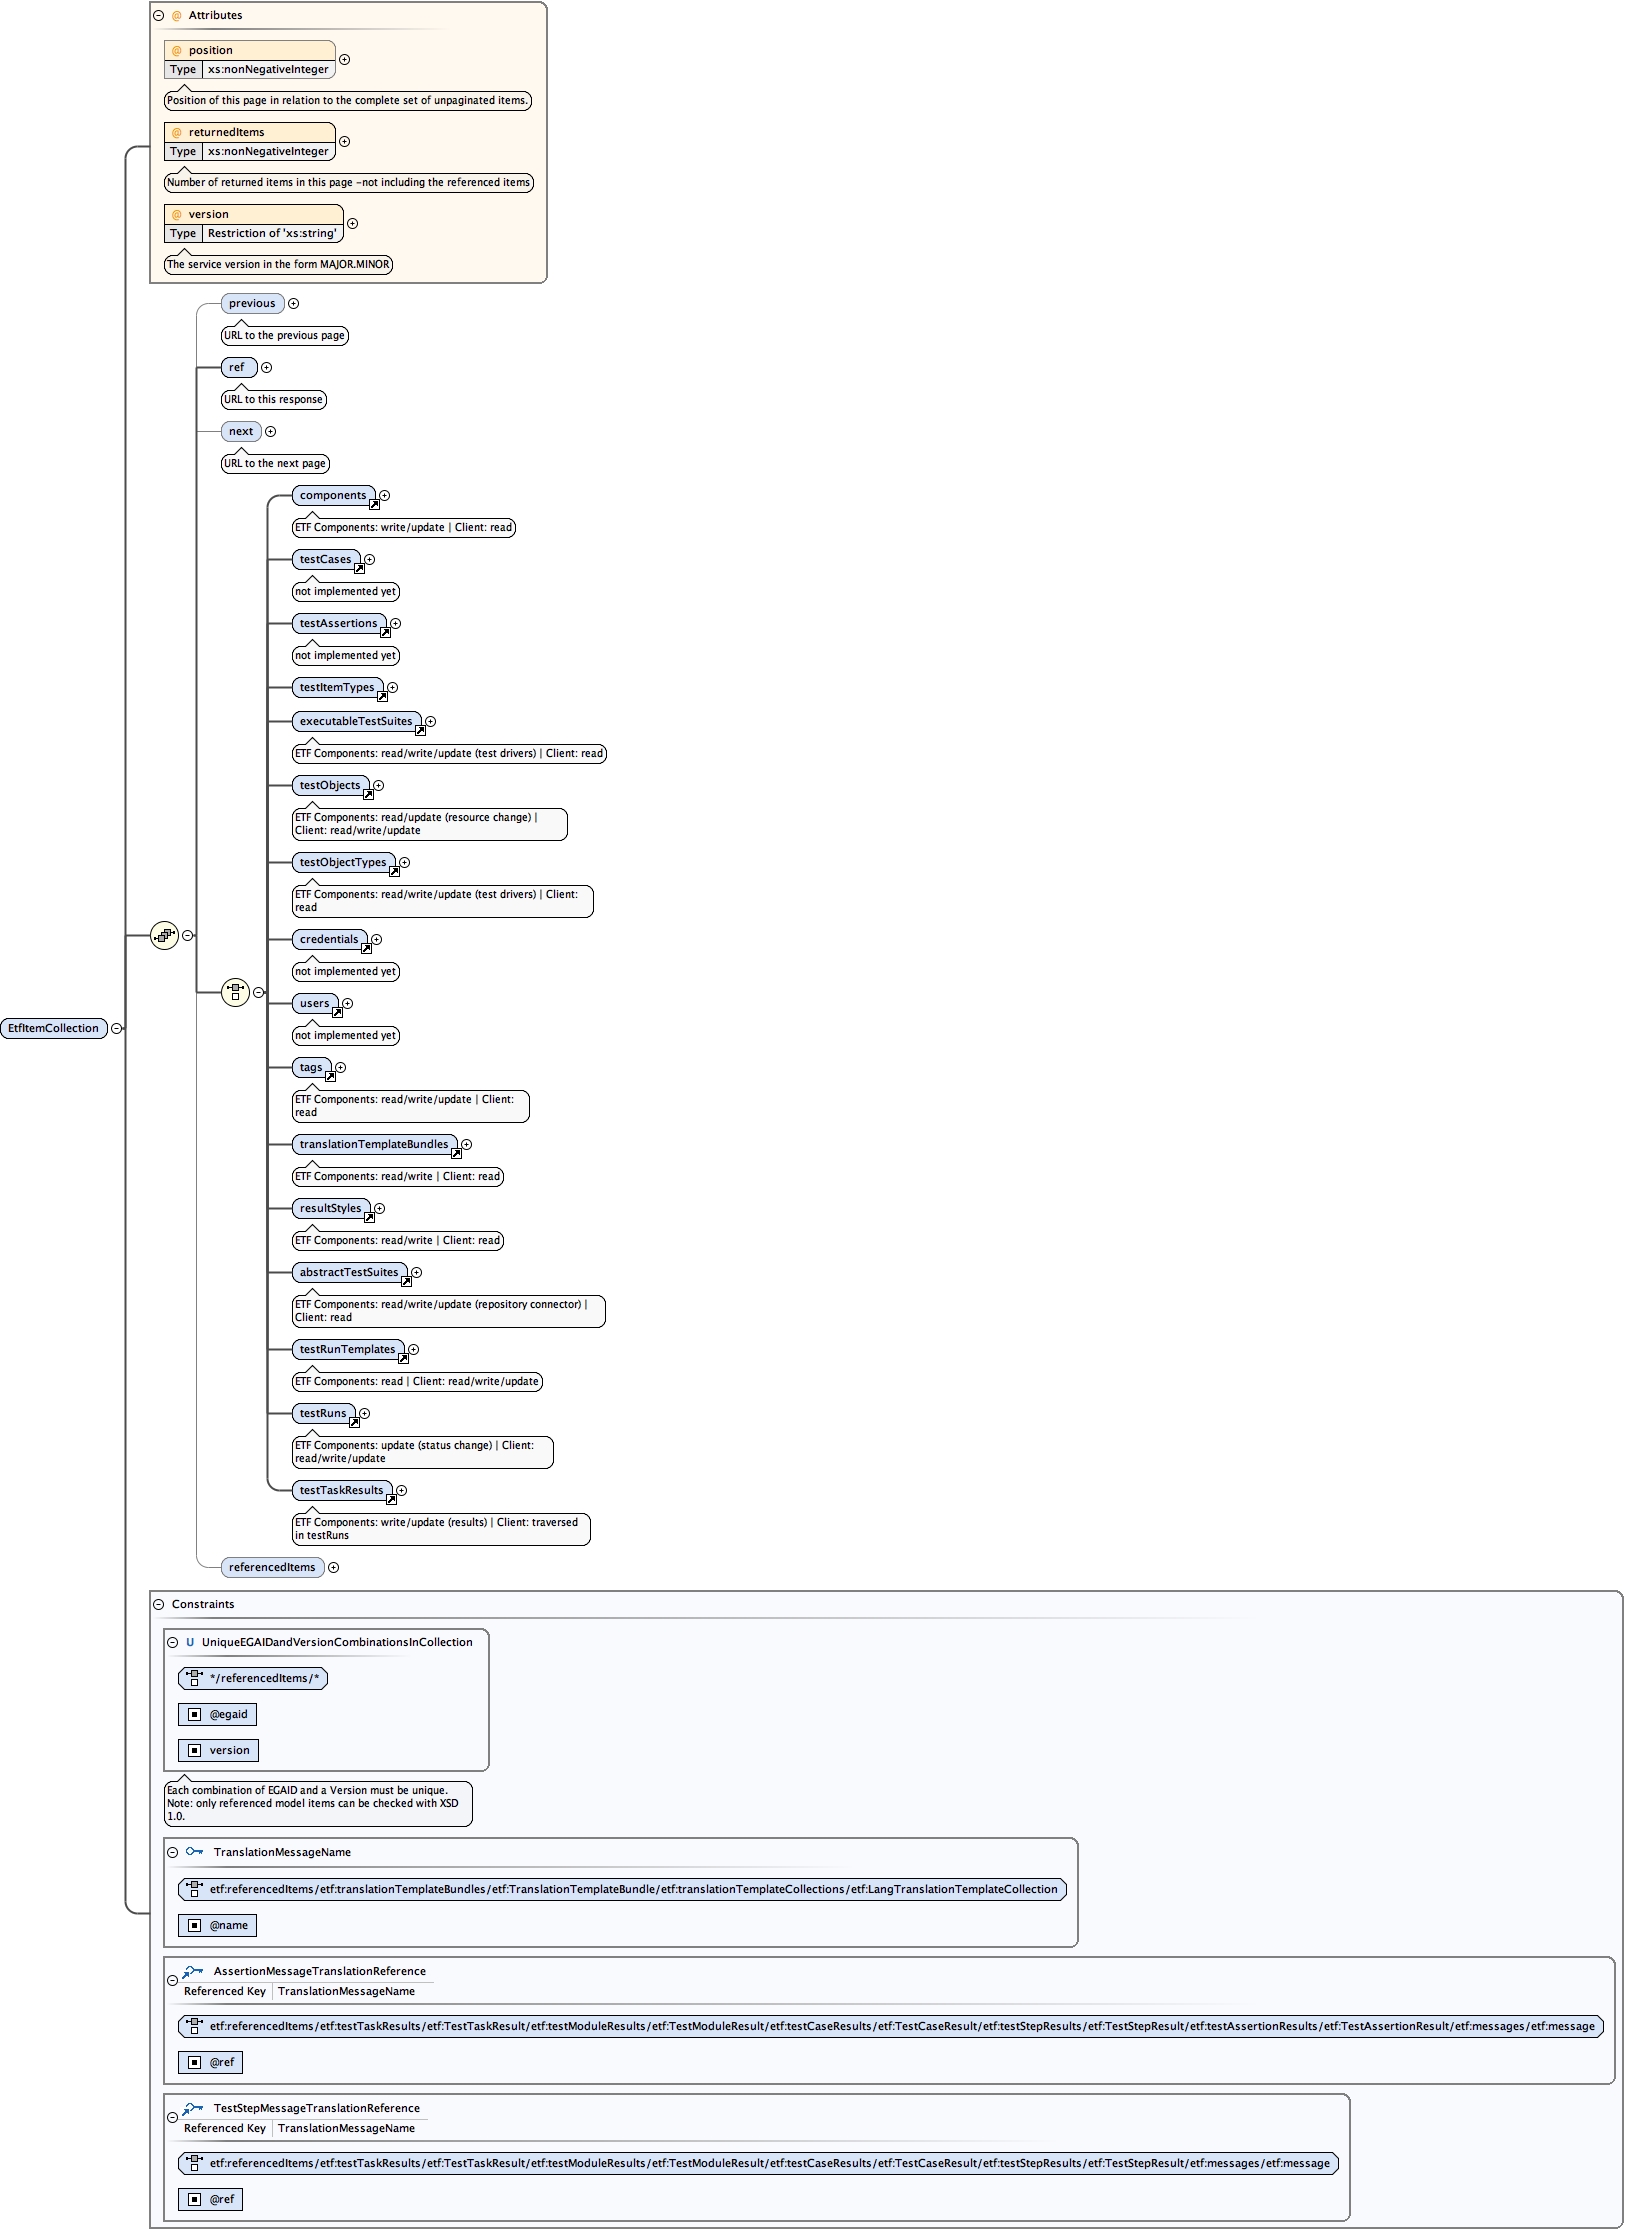 @ Attributes
@ position
Type xs:nonNegativeInteger
Position of this page in relation to the complete set of unpaginated items.
@ returnedItems
Type xs:nonNegativeInteger
Number of returned items in this page -not including the referenced items
@ version
Type Restriction of 'xs:string'
The service version in the form MAJOR.MINOR
previous
URL to the previous page
ref
URL to this response
next
URL to the next page
components
ETF Components: write/update | Client: read
testCases
not implemented yet
testAssertions
not implemented yet
testItemTypes
executableTestSuites
ETF Components: read/write/update (test drivers) | Client: read
testObjects
ETF Components: read/update (resource change) |
Client: read/write/update
testObjectTypes
ETF Components: read/write/update (test drivers) | Client:
read
credentials
not implemented yet
users
not implemented yet
EtfItemCollection
tags
ETF Components: read/write/update | Client:
read
translationTemplateBundles
ETF Components: read/write | Client: read
resultStyles
ETF Components: read/write | Client: read
abstractTestSuites
ETF Components: read/write/update (repository connector) |
Client: read
testRunTemplates
ETF Components: read | Client: read/write/update
testRuns
ETF Components: update (status change) | Client:
read/write/update
testTaskResults
ETF Components: write/update (results) | Client: traversed
in testRuns
referencedItems
Constraints
U UniqueEGAIDandVersionCombinationsInCollection
*/referencedItems/*
@egaid
version
Each combination of EGAID and a Version must be unique.
Note: only referenced model items can be checked with XSD
1.0.
TranslationMessageName
etf:referencedItems/etf:translationTemplateBundles/etf:TranslationTemplateBundle/etf:translationTemplateCollections/etf:LangTranslationTemplateCollection
@name
AssertionMessageTranslationReference
Referenced Key TranslationMessageName
etf:referencedItems/etf:testTaskResults/etf:TestTaskResult/etf:testModuleResults/etf:TestModuleResult/etf:testCaseResults/etf:TestCaseResult/etf:testStepResults/etf:TestStepResult/etf:testAssertionResults/etf:TestAssertionResult/etf:messages/etf:message
@ref
TestStepMessageTranslationReference
Referenced Key TranslationMessageName
etf:referencedItems/etf:testTaskResults/etf:TestTaskResult/etf:testModuleResults/etf:TestModuleResult/etf:testCaseResults/etf:TestCaseResult/etf:testStepResults/etf:TestStepResult/etf:messages/etf:message
@ref